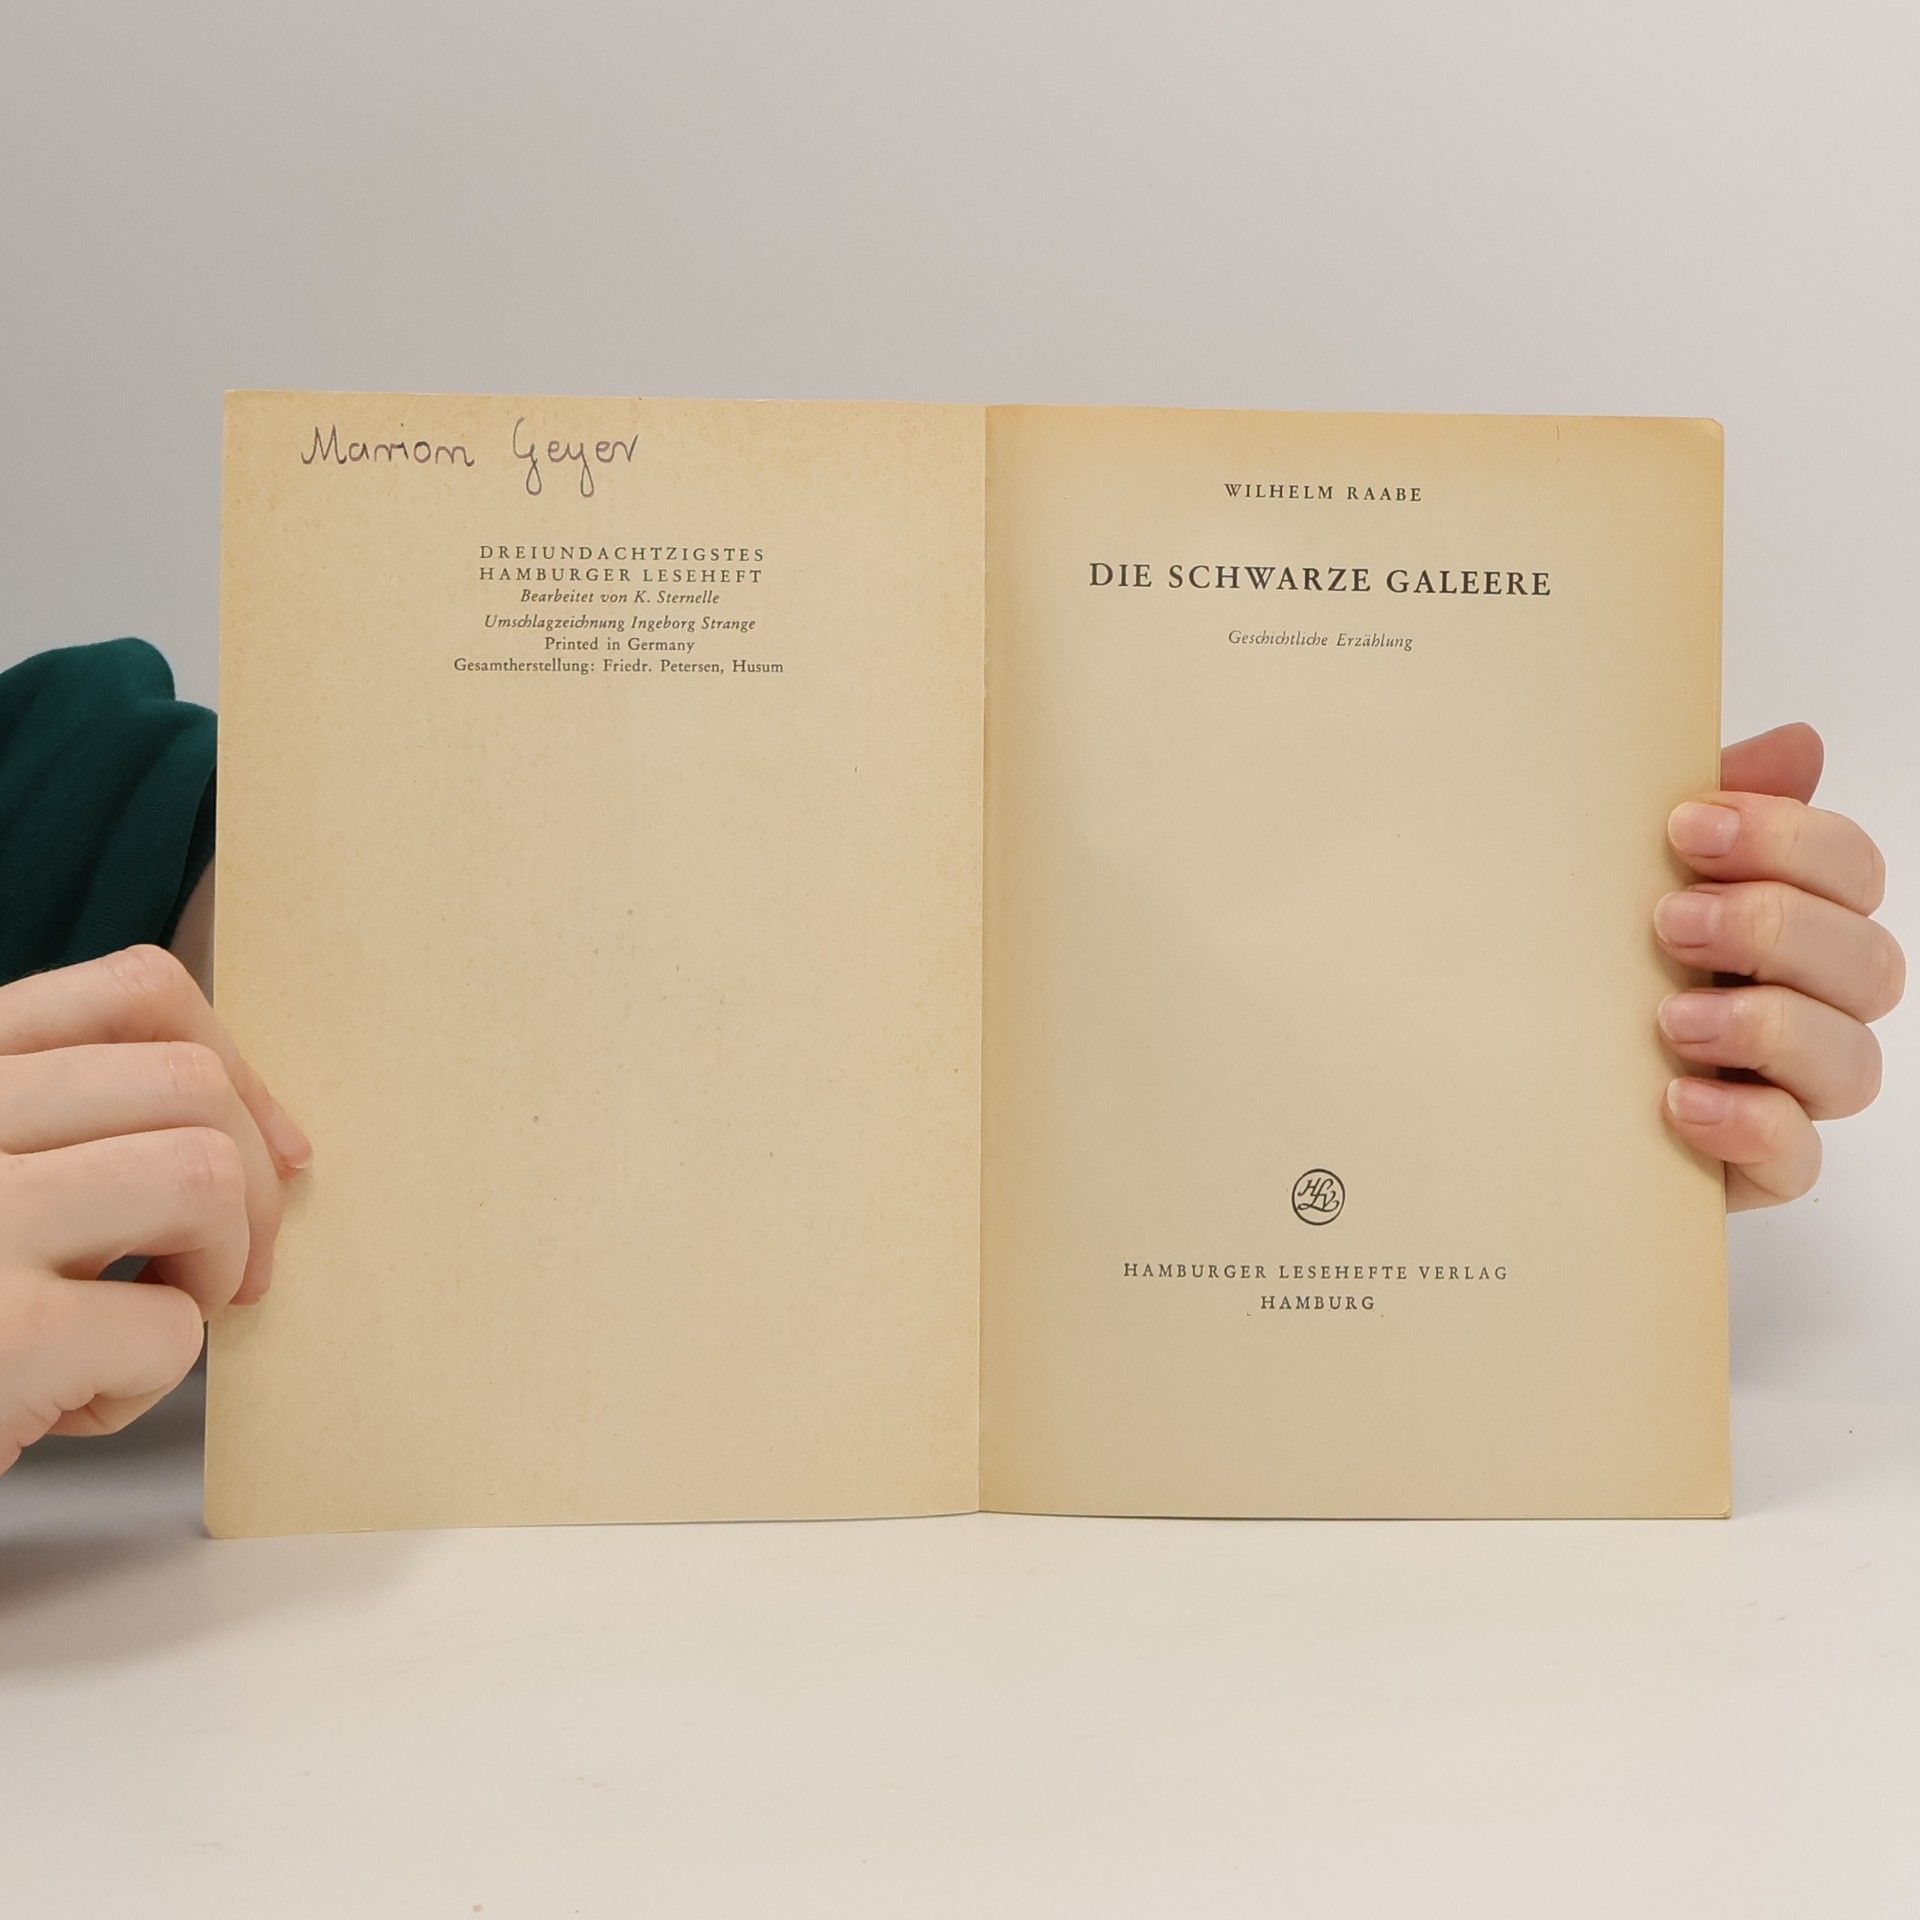 Marion Geyer
DREIUNDACHTZIGSTES
HAMBURGER LESEHEFT
Bearbeitet von K. Sternelle
Umschlagzeichnung Ingeborg Strange
Printed in Germany
Gesamtherstellung: Friedr. Petersen, Husum
WILHELM RAABE
DIE SCHWARZE GALEERE
Geschichtliche Erzählung
HLV
HAMBURGER LESEHEFTE VERLAG
HAMBURG